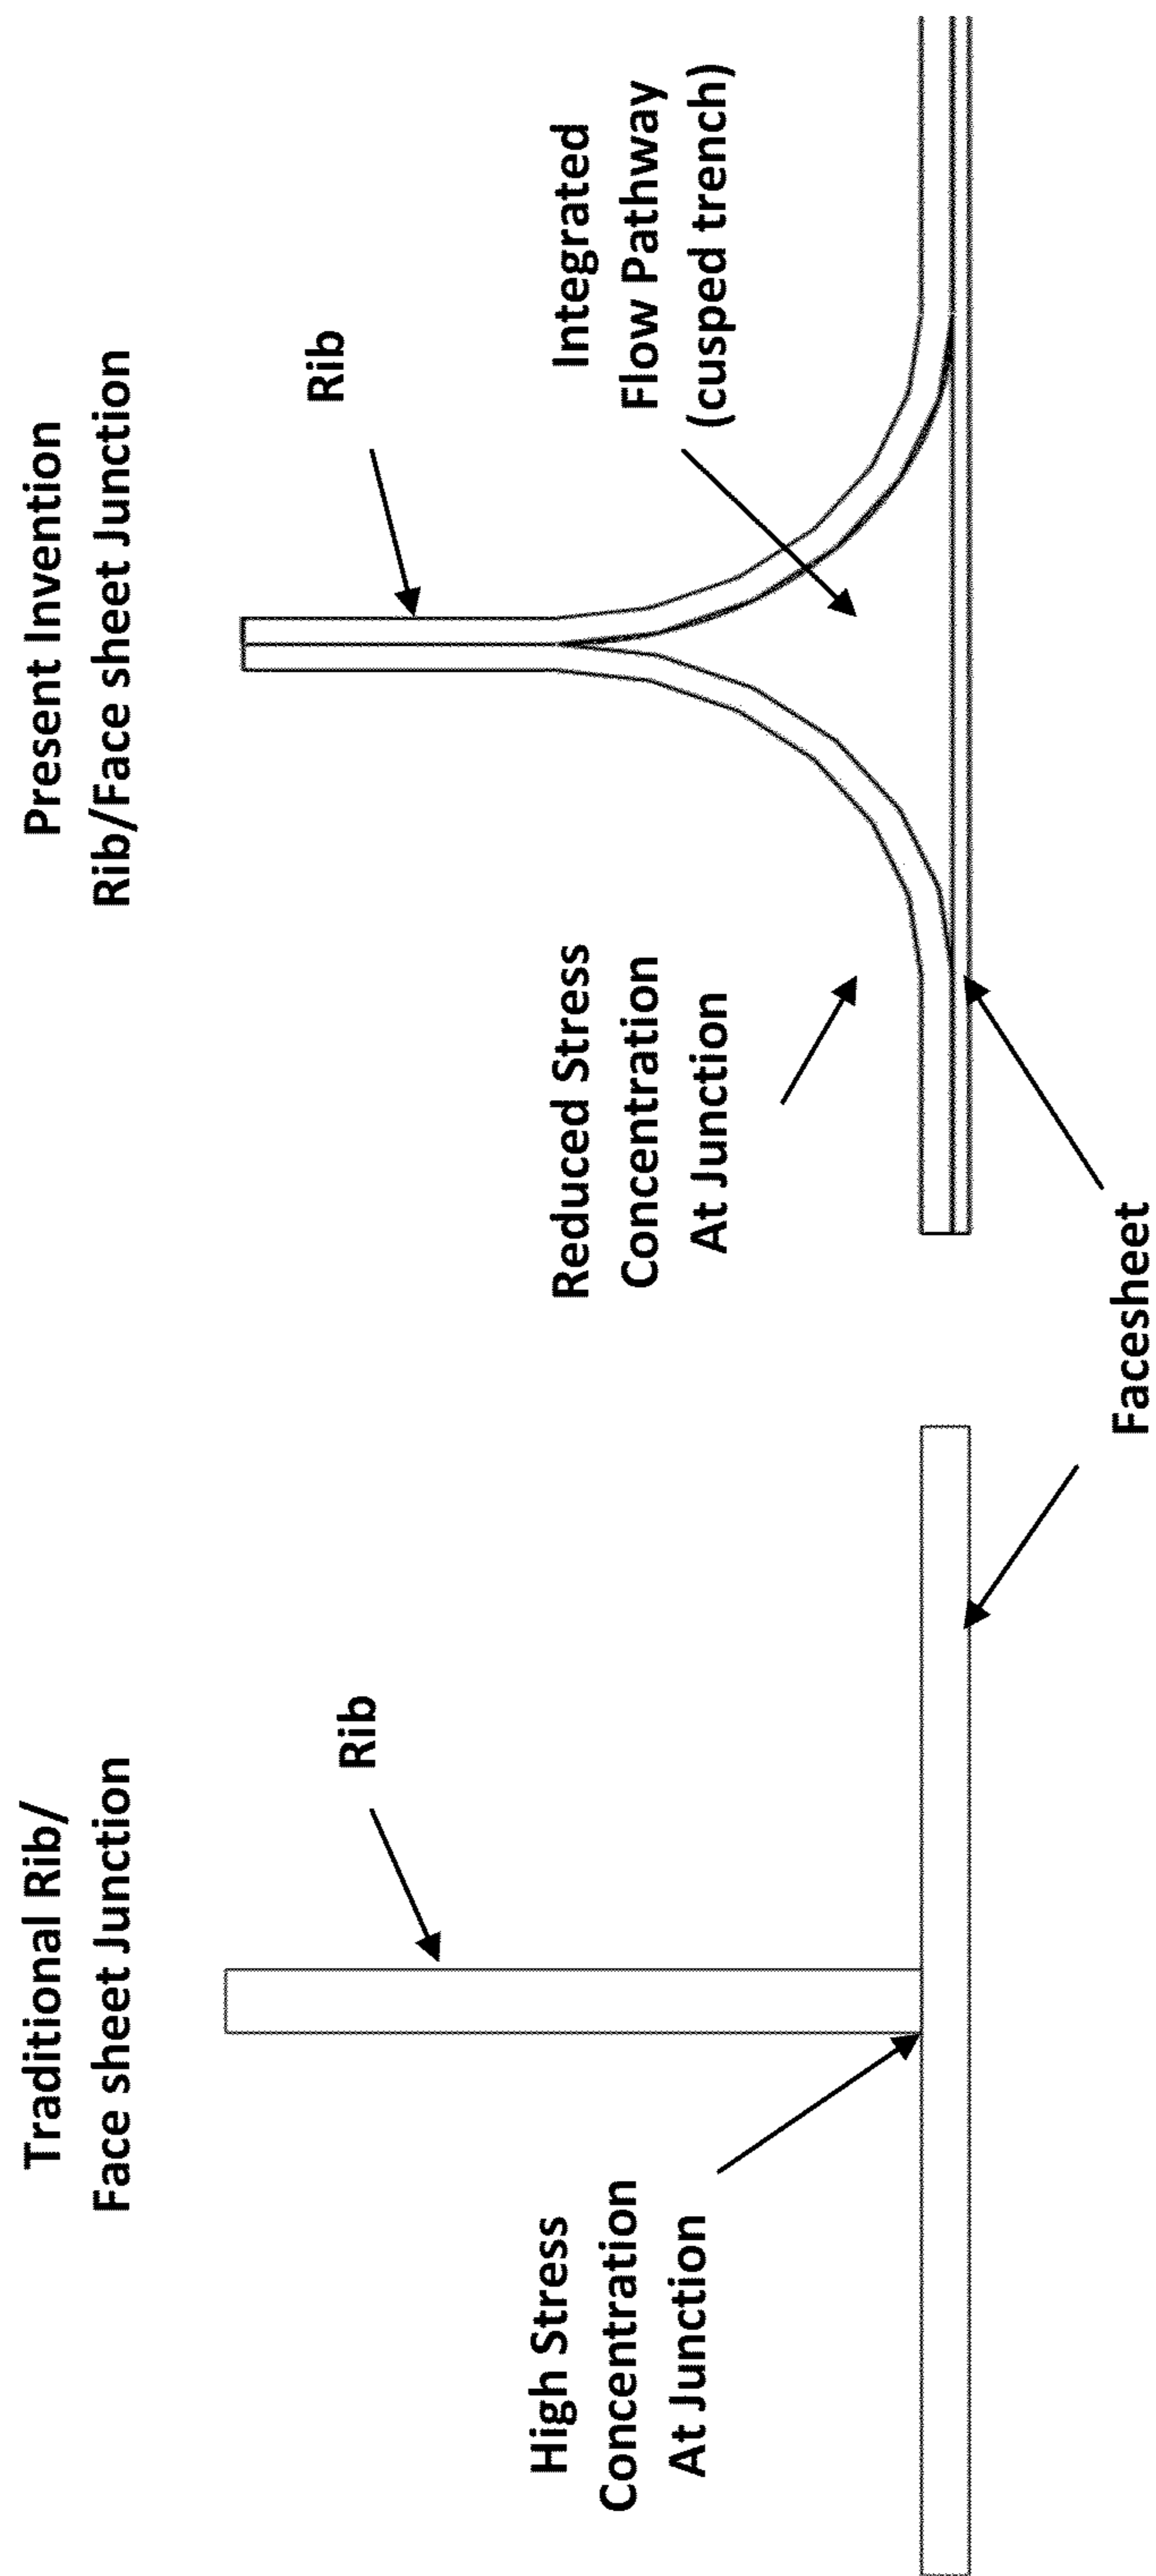 Traditional Rib/
Face sheet Junction
Rib
High Stress
Concentration
At Junction
Facesheet
Present Invention
Rib/Face sheet Junction
Rib
Integrated
Flow Pathway
(cusped trench)
Reduced Stress
Concentration
At Junction